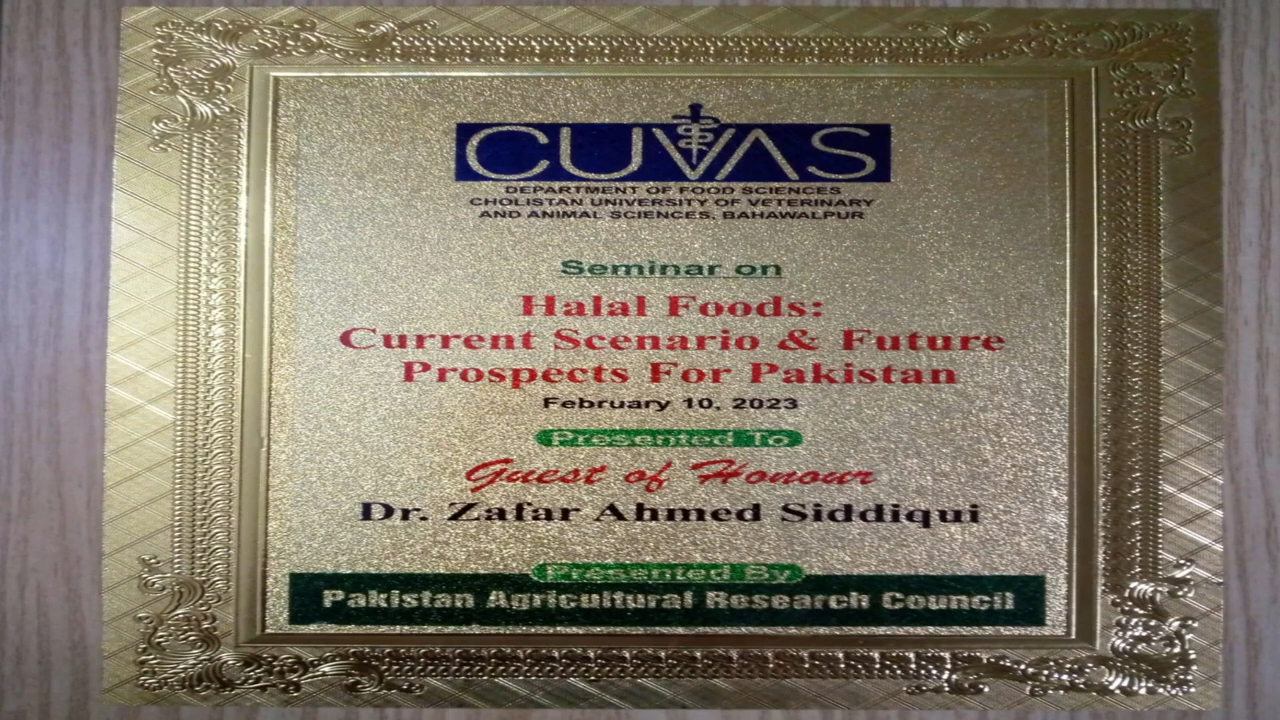 CUVAS
DEPARTMENT OF FOOD SCIENCES
CHOLISTAN UNIVERSITY OF VETERINARY
AND ANIMAL SCIENCES, BAHAWALPUR
Seminar on
Halal Foods:
Current Scenario & Future
Prospects For Pakistan
February 10, 2023
Presented To
Guest of Honour
Dr. Zafar Ahmed Siddiqui
Presented By
Pakistan Agricultural Research Council